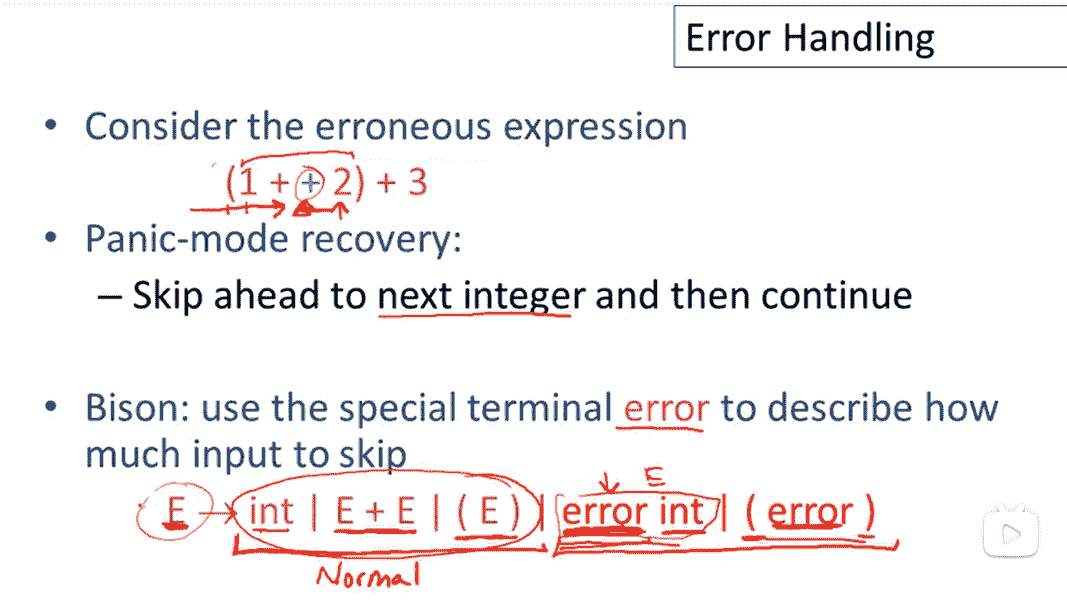 Error Handling
• Consider the erroneous expression
(1 + + 2) + 3
• Panic-mode recovery:
– Skip ahead to next integer and then continue
• Bison: use the special terminal error to describe how
much input to skip
E
E → int | E + E | ( E ) | error int | ( error )
Normal